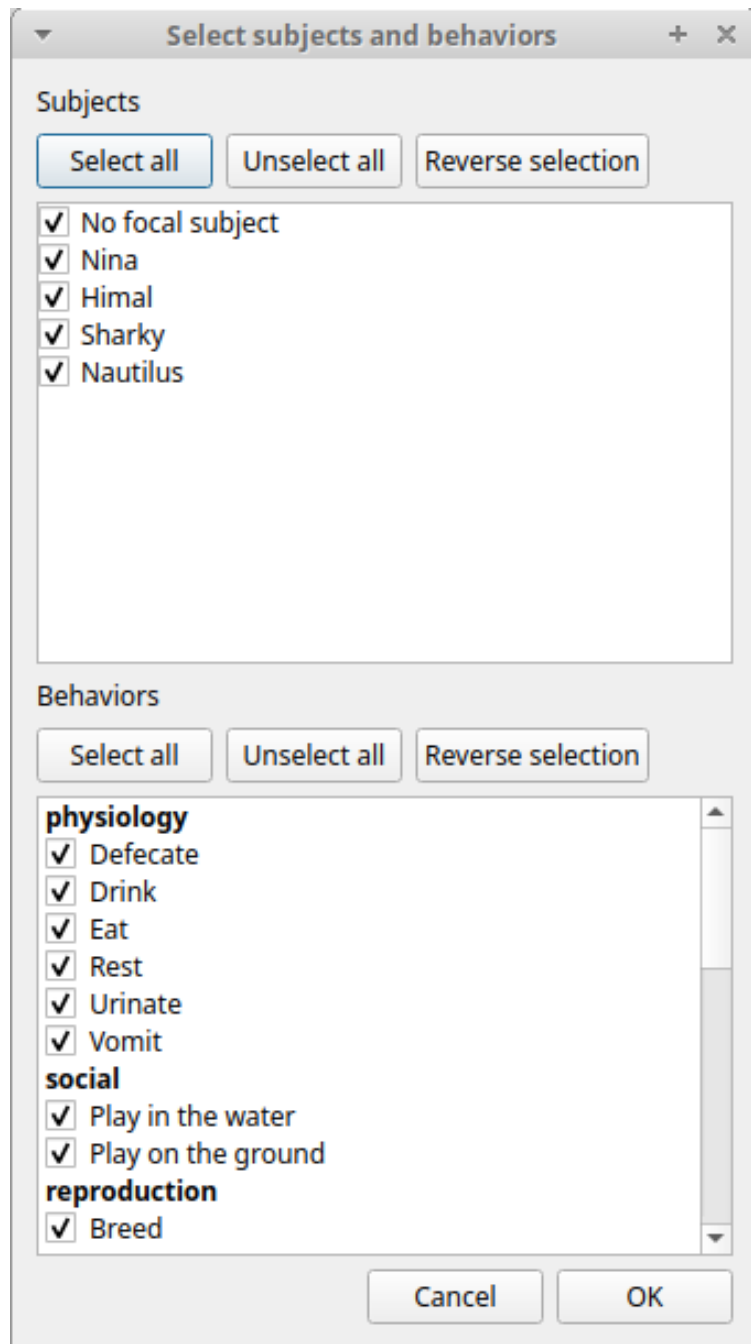 Select subjects and behaviors
Subjects
Select all Unselect all Reverse selection
No focal subject
Nina
Himal
Sharky
Nautilus
Behaviors
Select all Unselect all Reverse selection
physiology
Defecate
Drink
Eat
Rest
Urinate
Vomit
social
Play in the water
Play on the ground
reproduction
Breed
Cancel OK